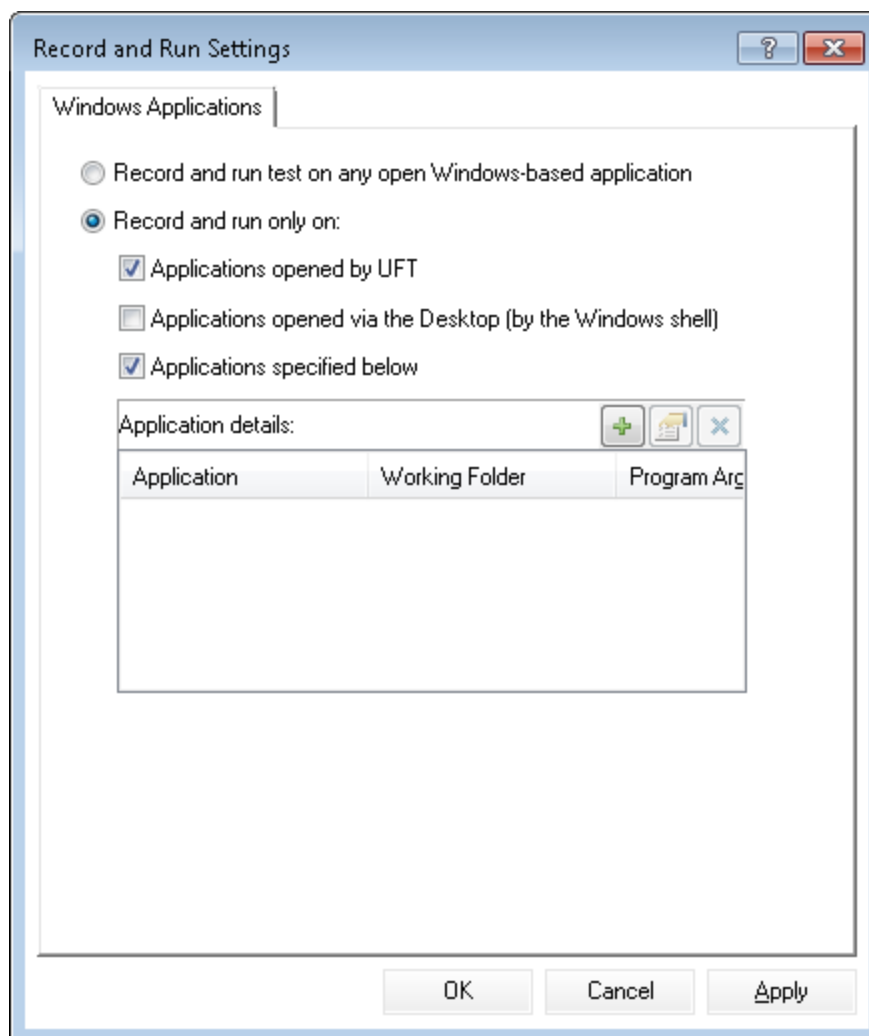 Record and Run Settings
Windows Applications
Record and run test on any open Windows-based application
Record and run only on:
Applications opened by UFT
Applications opened via the Desktop (by the Windows shell)
Applications specified below
Application details:
Application Working Folder Program Arg
OK Cancel Apply